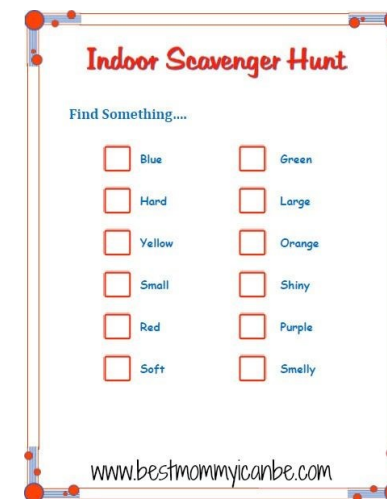 Indoor Scavenger Hunt
Find Something....
Blue
Green
Hard
Large
Yellow
Orange
Small
Shiny
Red
Purple
Soft
Smelly
www.bestmommyicanbe.com